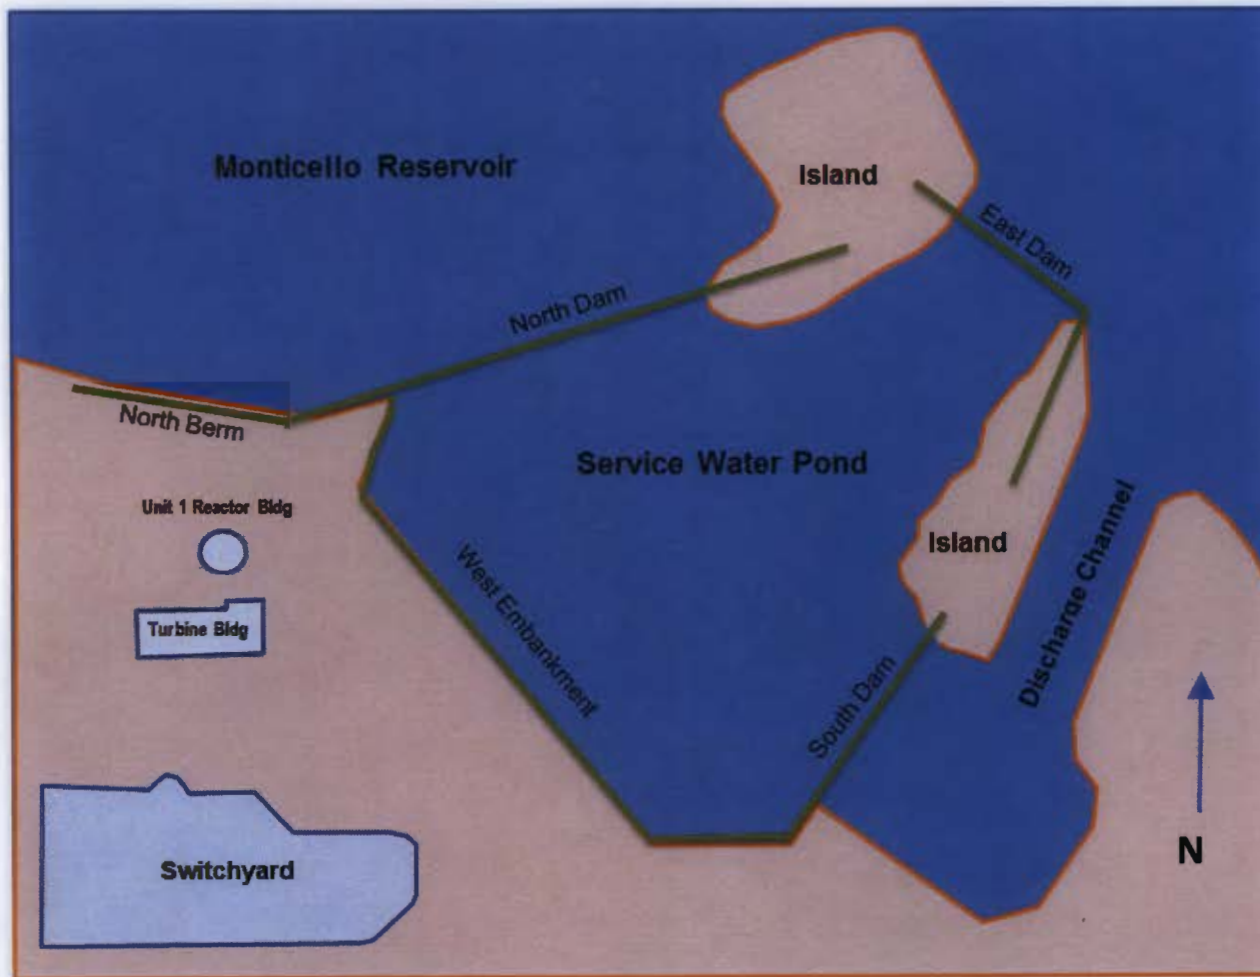 Monticello Reservoir
Island
East Dam
North Dam
North Berm
Service Water Pond
Unit 1 Reactor Bldg
Island
Discharge Channel
West Embankment
Turbine Bldg
South Dam
N
Switchyard